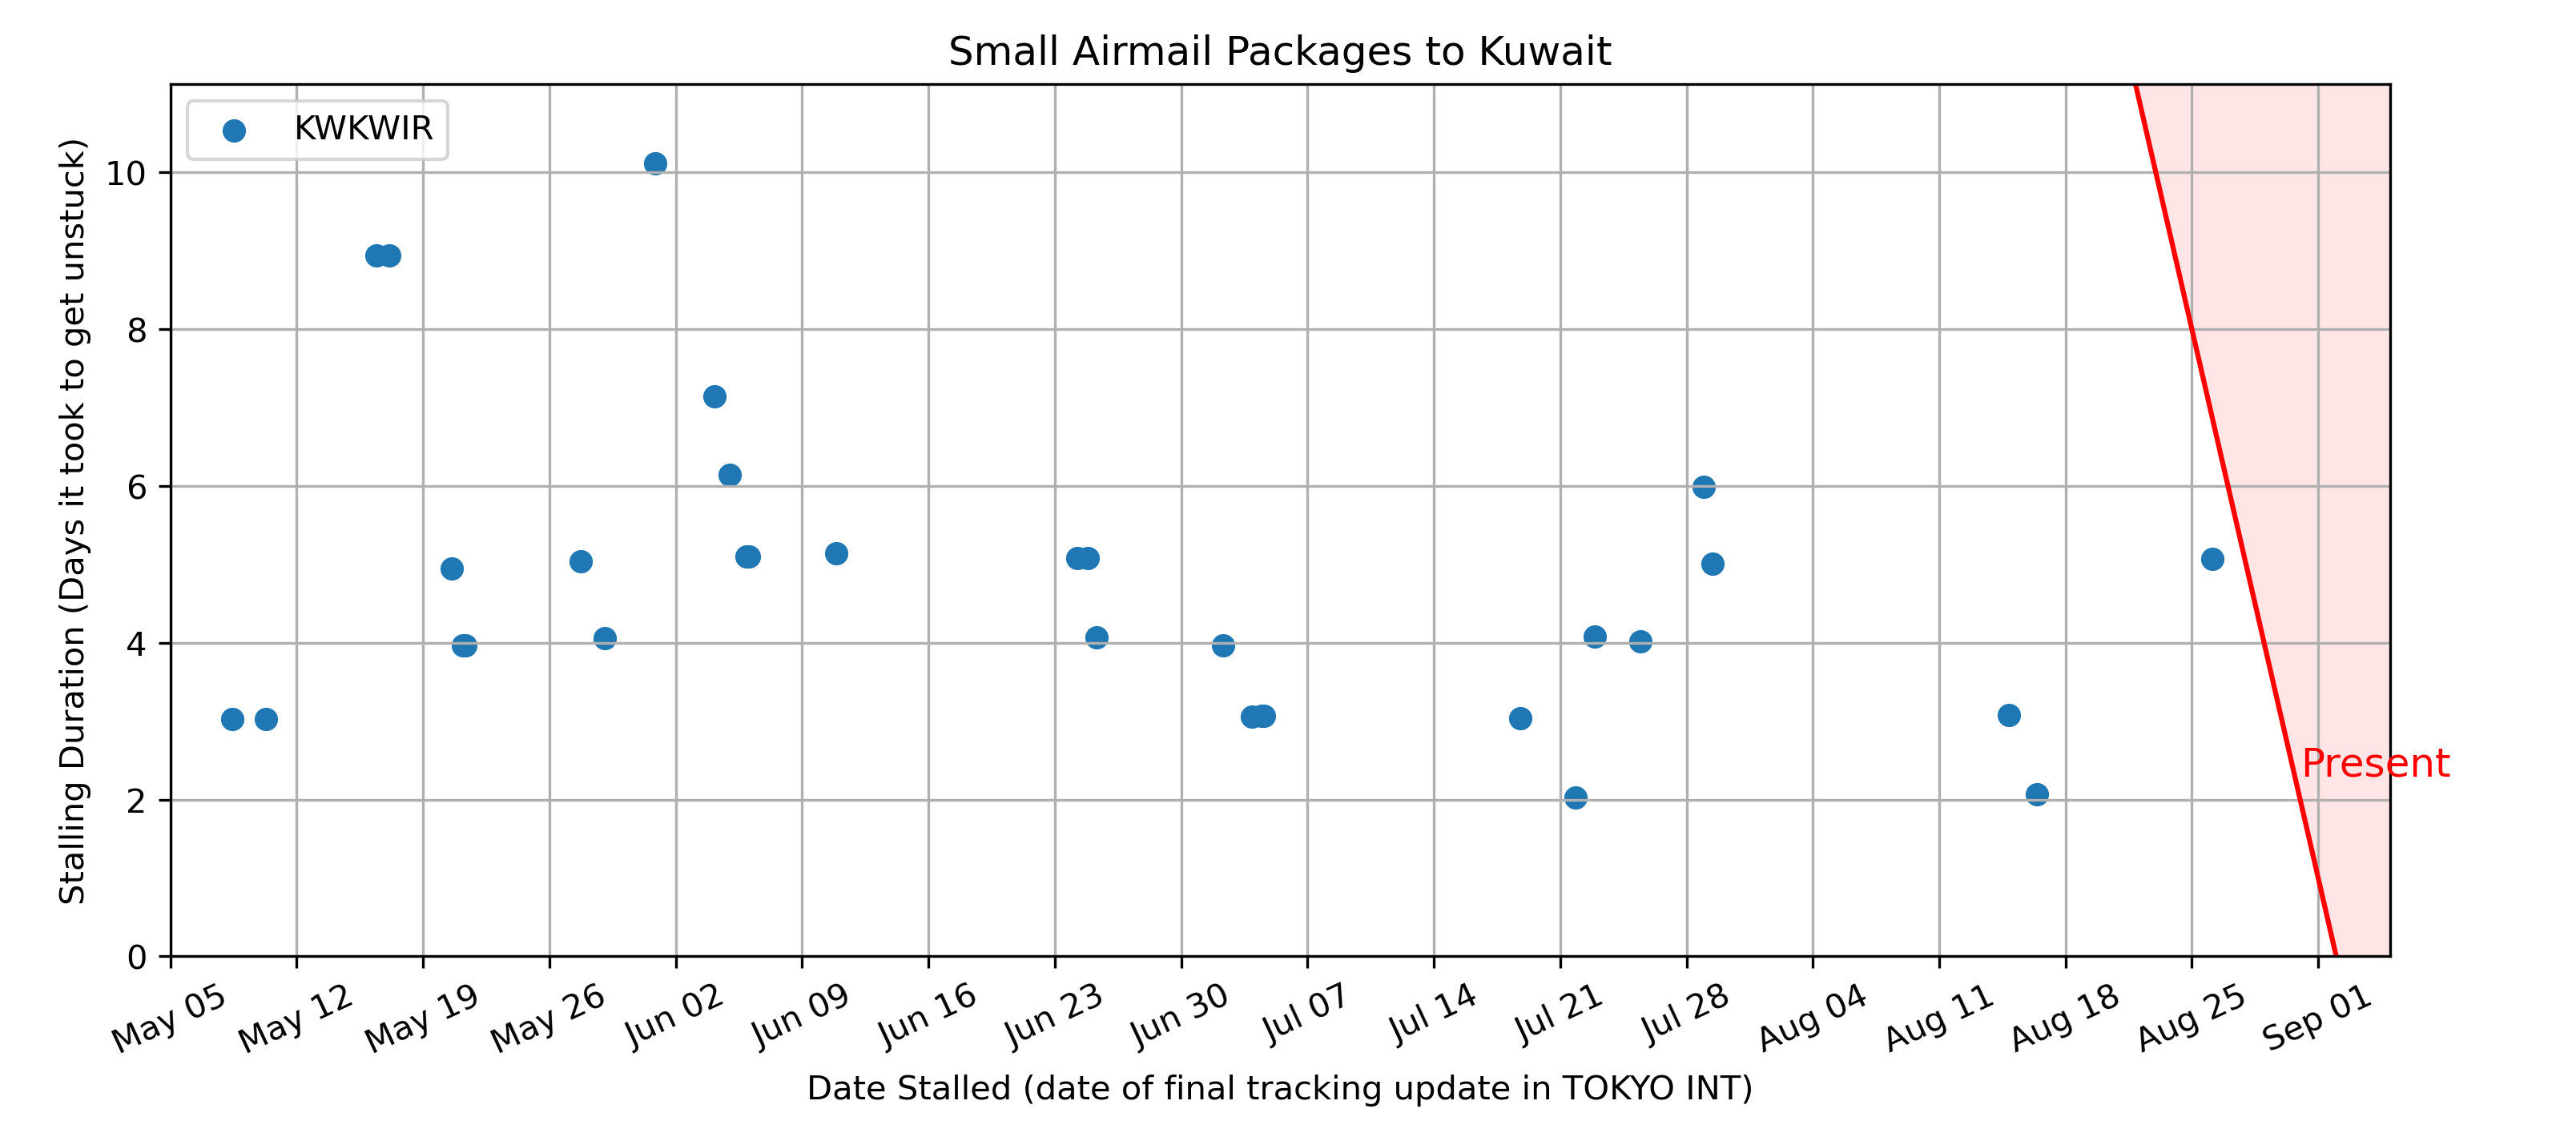 Small Airmail Packages to Kuwait
KWKWIR
Stalling Duration (Days it took to get unstuck)
10
8
6
4
2
0
Present
May 05
May 12
May 19
May 26
Jun 02
Jun 09
Jun 16
Jun 23
Jun 30
Jul 07
Jul 14
Jul 21
Jul 28
Aug 04
Aug 11
Aug 18
Aug 25
Sep 01
Date Stalled (date of final tracking update in TOKYO INT)